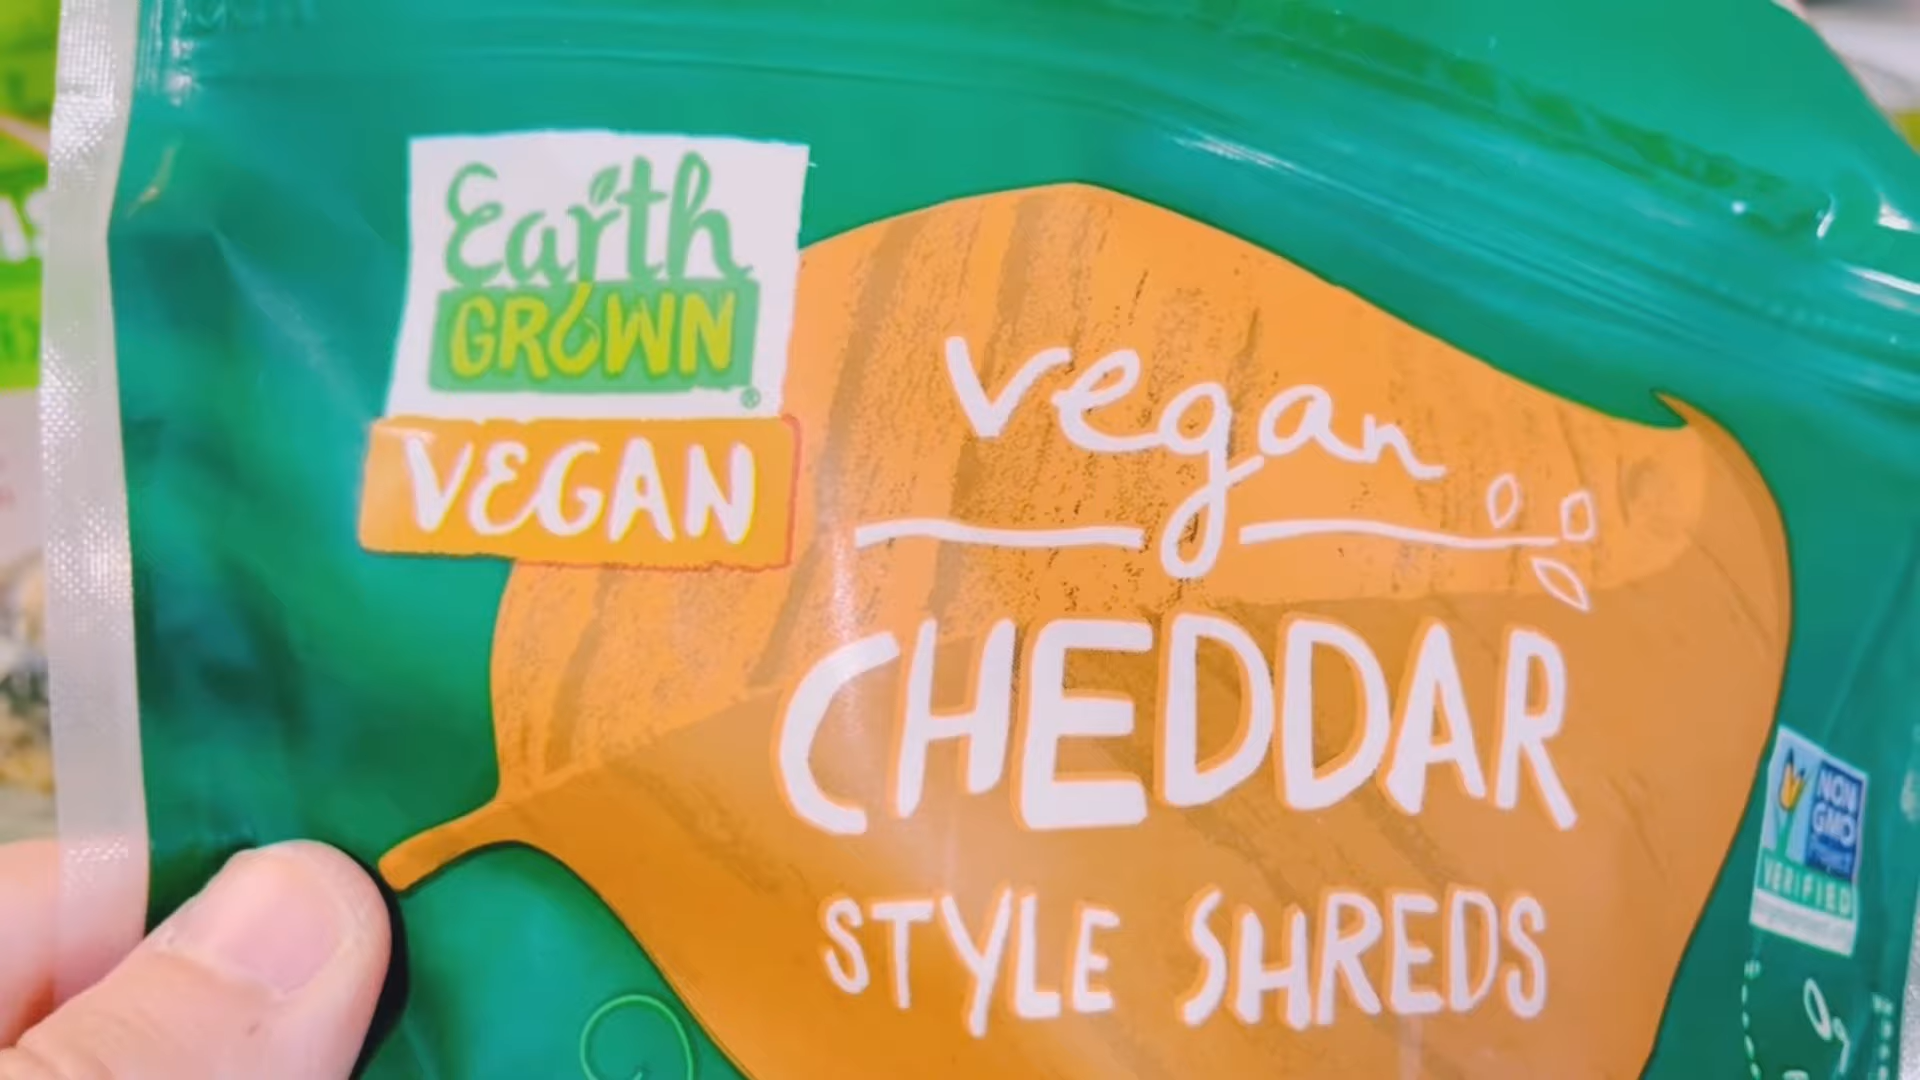 Earth
GROWN
®
VEGAN
vegan
CHEDDAR
STYLE SHREDS
NON
GMO
Project
VERIFIED